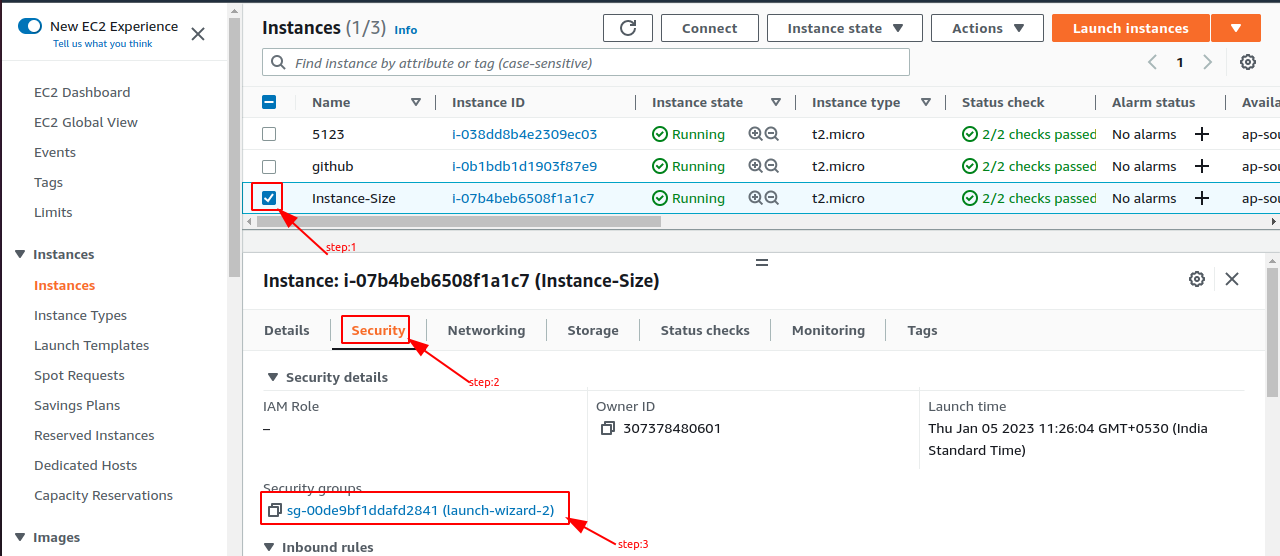 New EC2 Experience
Tell us what you think
EC2 Dashboard
EC2 Global View
Events
Tags
Limits
Instances
Instances
Instance Types
Launch Templates
Spot Requests
Savings Plans
Reserved Instances
Dedicated Hosts
Capacity Reservations
Images
Instances (1/3) Info
Connect
Instance state
Actions
Launch instances
Find instance by attribute or tag (case-sensitive)
1
Name Instance ID Instance state Instance type Status check Alarm status Availa
5123 i-038dd8b4e2309ec03 Running t2.micro 2/2 checks passed No alarms ap-sou
github i-0b1bdb1d1903f87e9 Running t2.micro 2/2 checks passed No alarms ap-sou
Instance-Size i-07b4beb6508f1a1c7 Running t2.micro 2/2 checks passed No alarms ap-sou
step:1
Instance: i-07b4beb6508f1a1c7 (Instance-Size)
Details Security Networking Storage Status checks Monitoring Tags
step:2
Security details
IAM Role
–
Owner ID
307378480601
Launch time
Thu Jan 05 2023 11:26:04 GMT+0530 (India
Standard Time)
Security groups
sg-00de9bf1ddafd2841 (launch-wizard-2)
step:3
Inbound rules